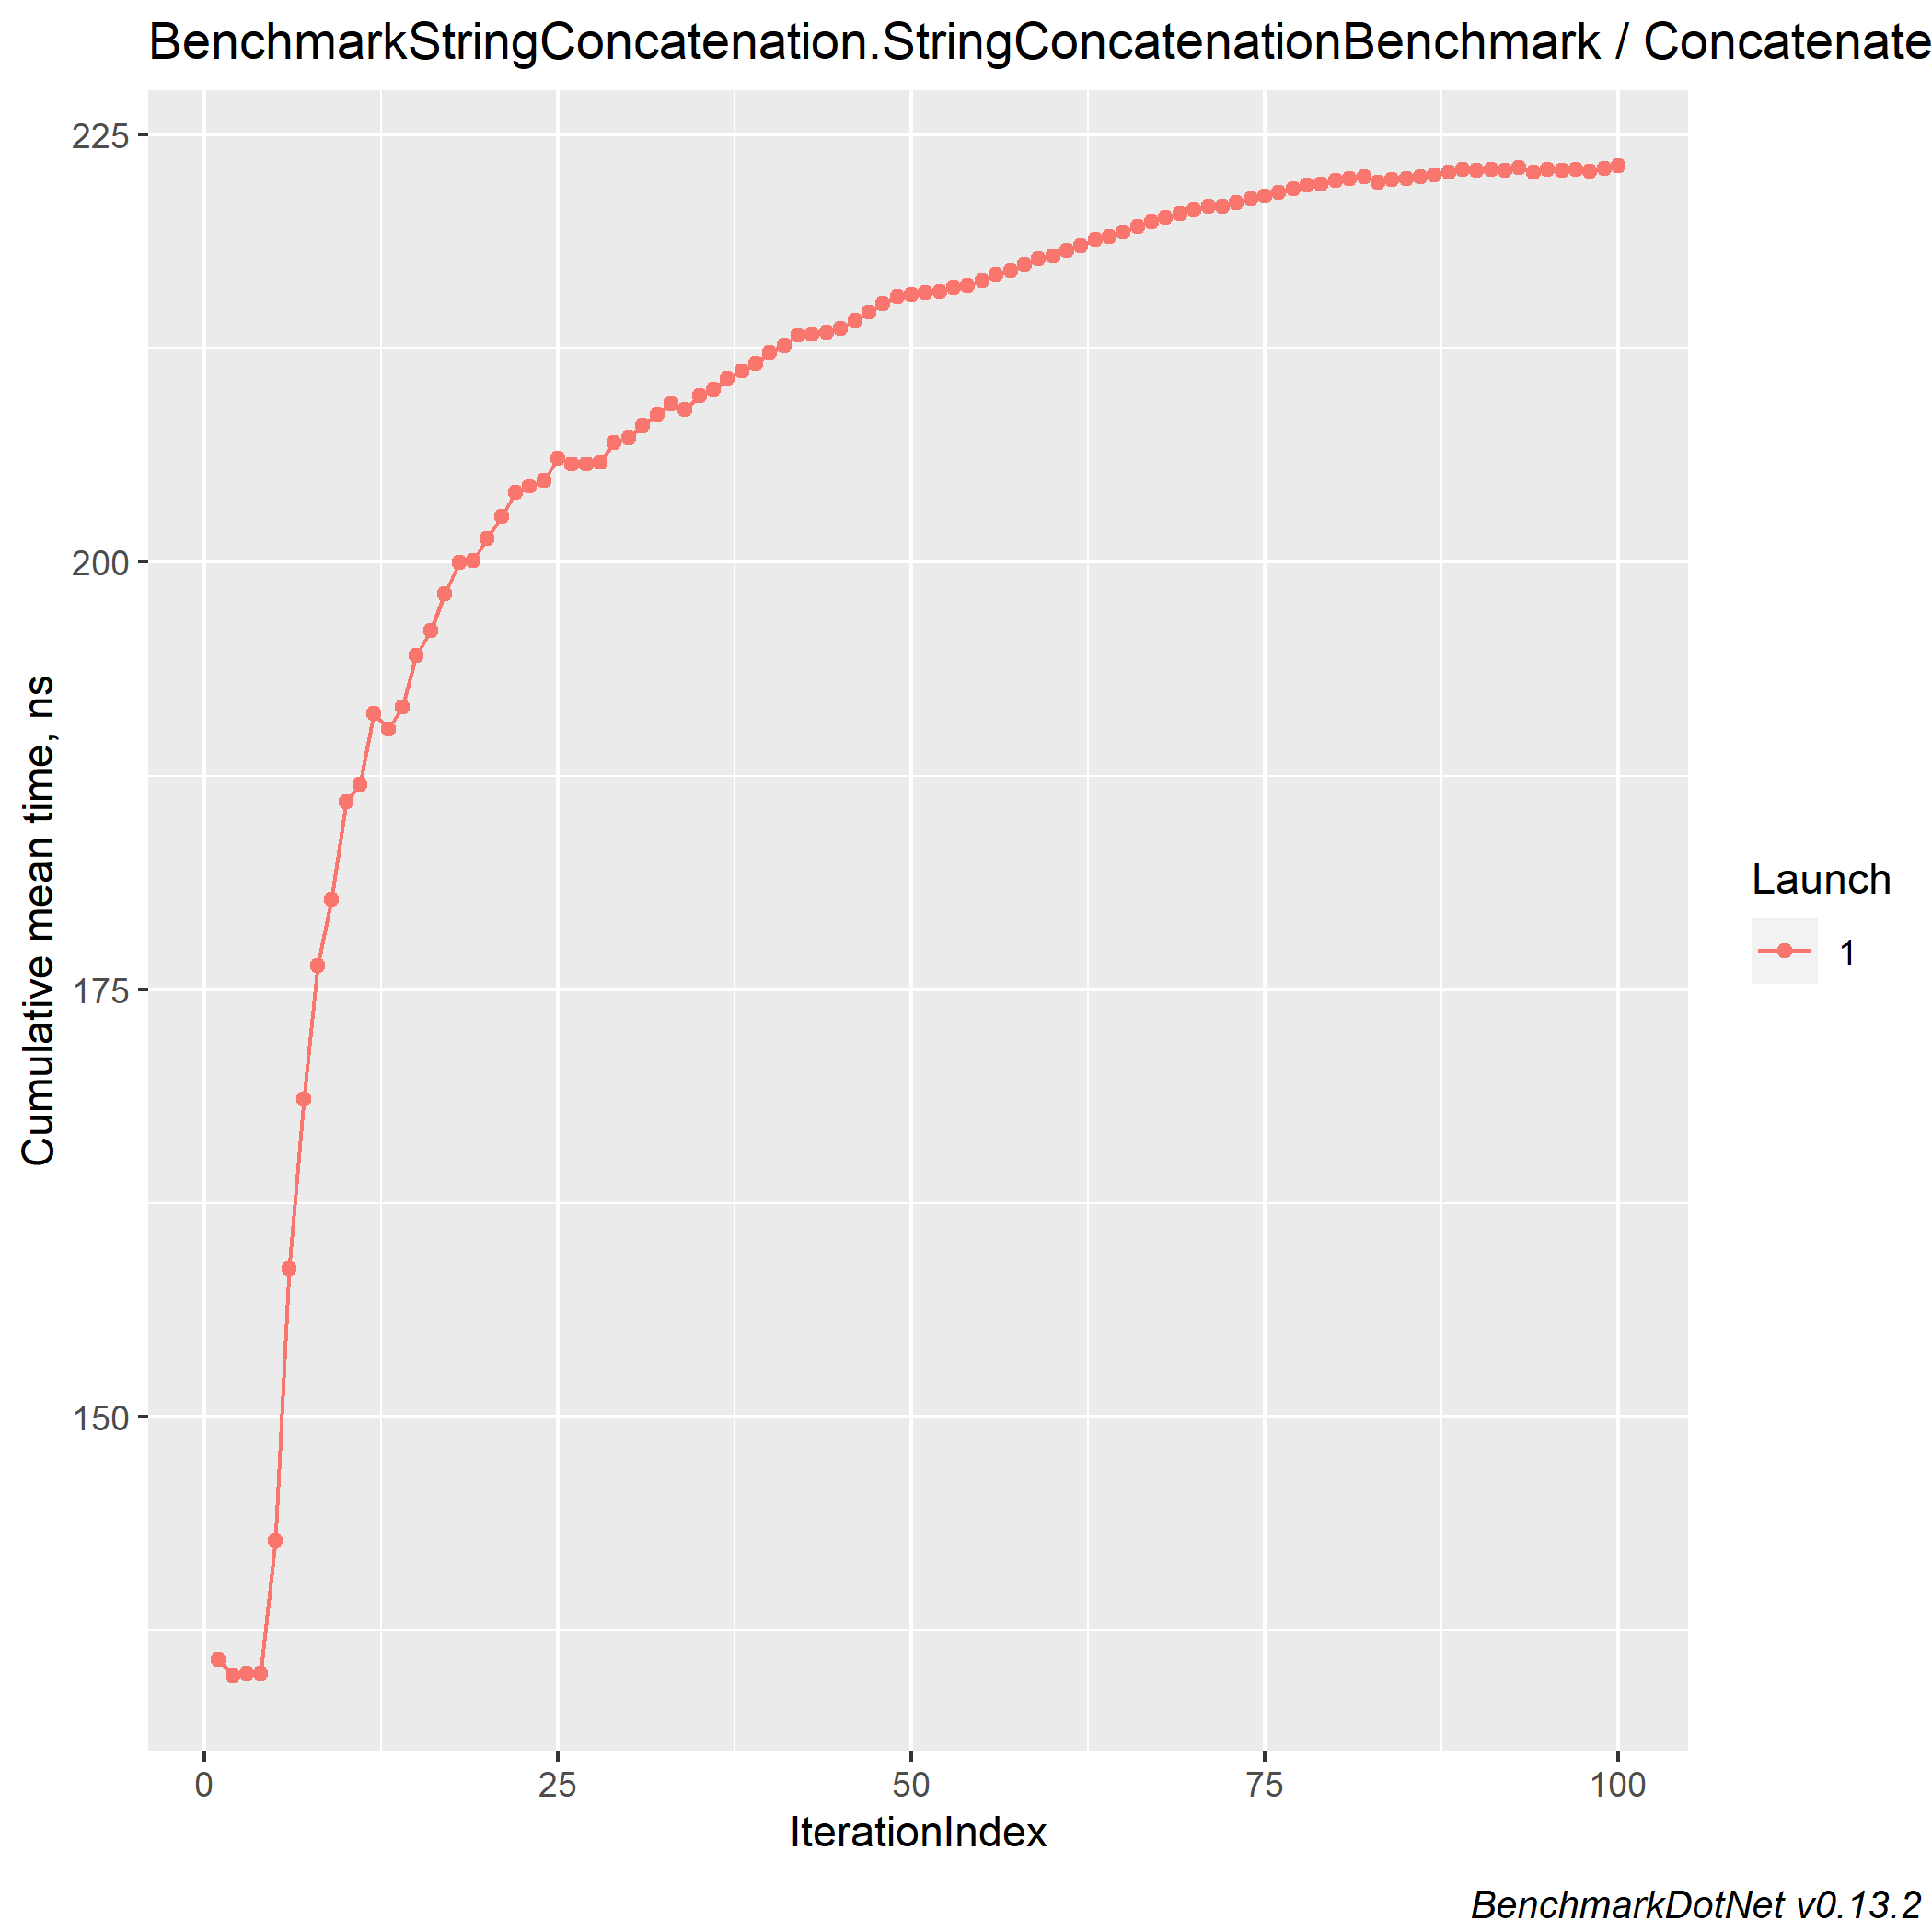 BenchmarkStringConcatenation.StringConcatenationBenchmark / Concatenate
225
200
175
150
Cumulative mean time, ns
0 25 50 75 100
IterationIndex
Launch
1
BenchmarkDotNet v0.13.2